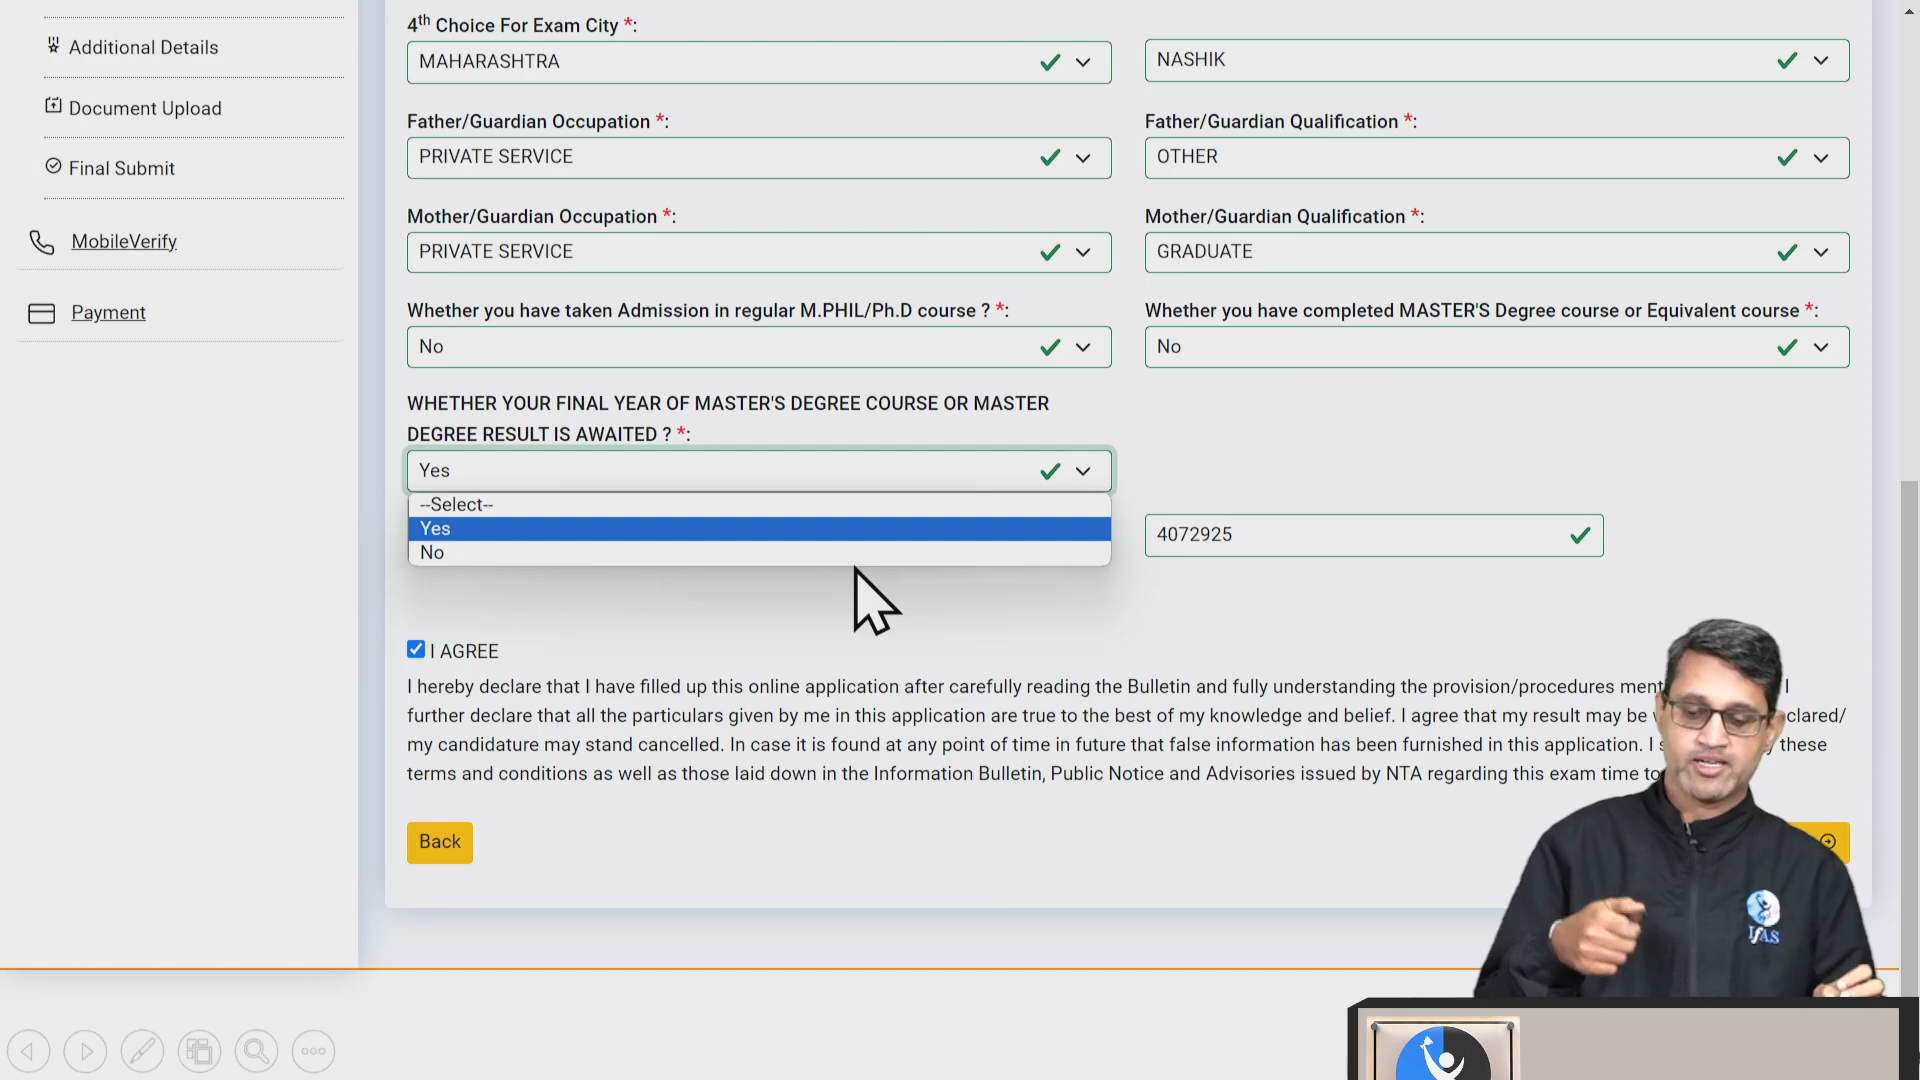 4th Choice For Exam City *:
Additional Details
MAHARASHTRA
NASHIK
Document Upload
Father/Guardian Occupation *:
Father/Guardian Qualification *:
PRIVATE SERVICE
OTHER
Final Submit
Mother/Guardian Occupation *:
Mother/Guardian Qualification *:
MobileVerify
PRIVATE SERVICE
GRADUATE
Payment
Whether you have taken Admission in regular M.PHIL/Ph.D course ? *:
Whether you have completed MASTER'S Degree course or Equivalent course *:
No
No
WHETHER YOUR FINAL YEAR OF MASTER'S DEGREE COURSE OR MASTER
DEGREE RESULT IS AWAITED ? *:
Yes
--Select--
Yes
No
4072925
I AGREE
I hereby declare that I have filled up this online application after carefully reading the Bulletin and fully understanding the provision/procedures I
further declare that all the particulars given by me in this application are true to the best of my knowledge and belief. I agree that my result may be
my candidature may stand cancelled. In case it is found at any point of time in future that false information has been furnished in this application. I these
terms and conditions as well as those laid down in the Information Bulletin, Public Notice and Advisories issued by NTA regarding this exam time
Back